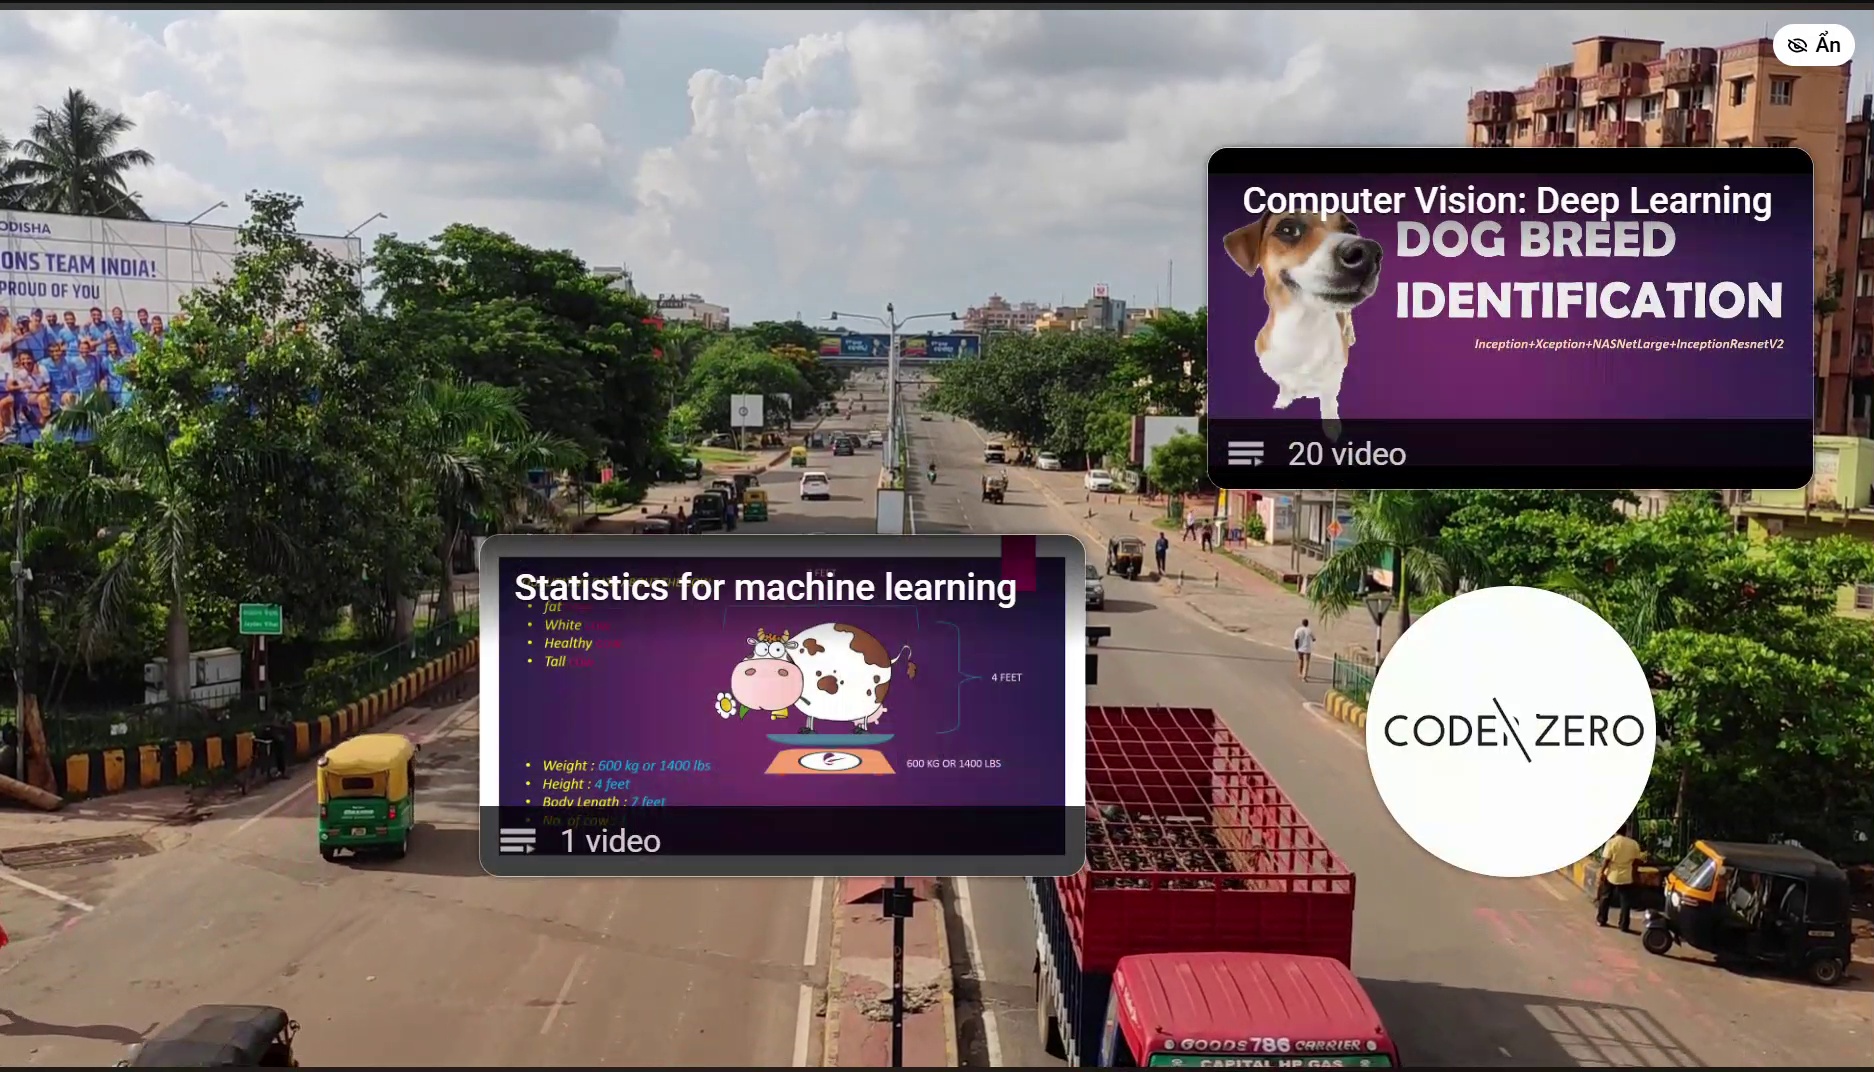 Ẩn
ODISHA
ONS TEAM INDIA!
PROUD OF YOU
Computer Vision: Deep Learning
DOG BREED
IDENTIFICATION
Inception+Xception+NASNetLarge+InceptionResnetV2
20 video
Statistics for machine learning
fat
White
Healthy
Tall
4 FEET
Weight : 600 kg or 1400 lbs
600 KG OR 1400 LBS
Height : 4 feet
Body Length : 7 feet
No. of cow :
1 video
CODE ZERO
GOODS 786 CARRIER
CAPITAL HP GAS